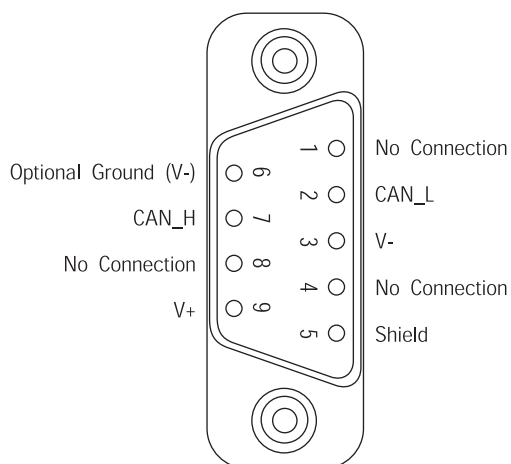 Optional Ground (V-)
CAN_H
No Connection
V+
6
7
8
9
1
2
3
4
5
No Connection
CAN_L
V-
No Connection
Shield